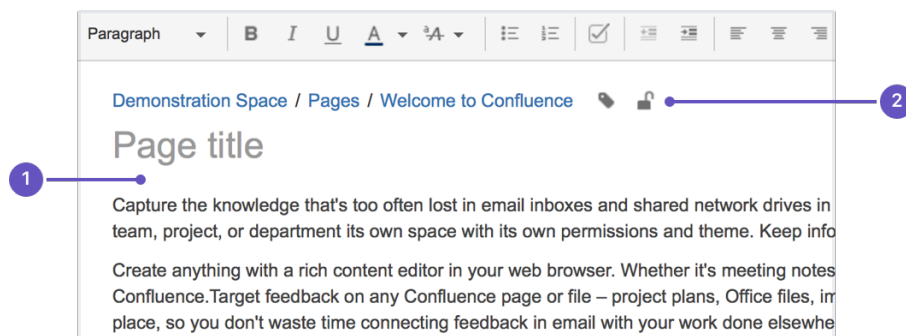 Paragraph B I U A ªA
Demonstration Space / Pages / Welcome to Confluence
2
Page title
1
Capture the knowledge that's too often lost in email inboxes and shared network drives in
team, project, or department its own space with its own permissions and theme. Keep info
Create anything with a rich content editor in your web browser. Whether it's meeting notes
Confluence.Target feedback on any Confluence page or file – project plans, Office files, im
place, so you don't waste time connecting feedback in email with your work done elsewhe